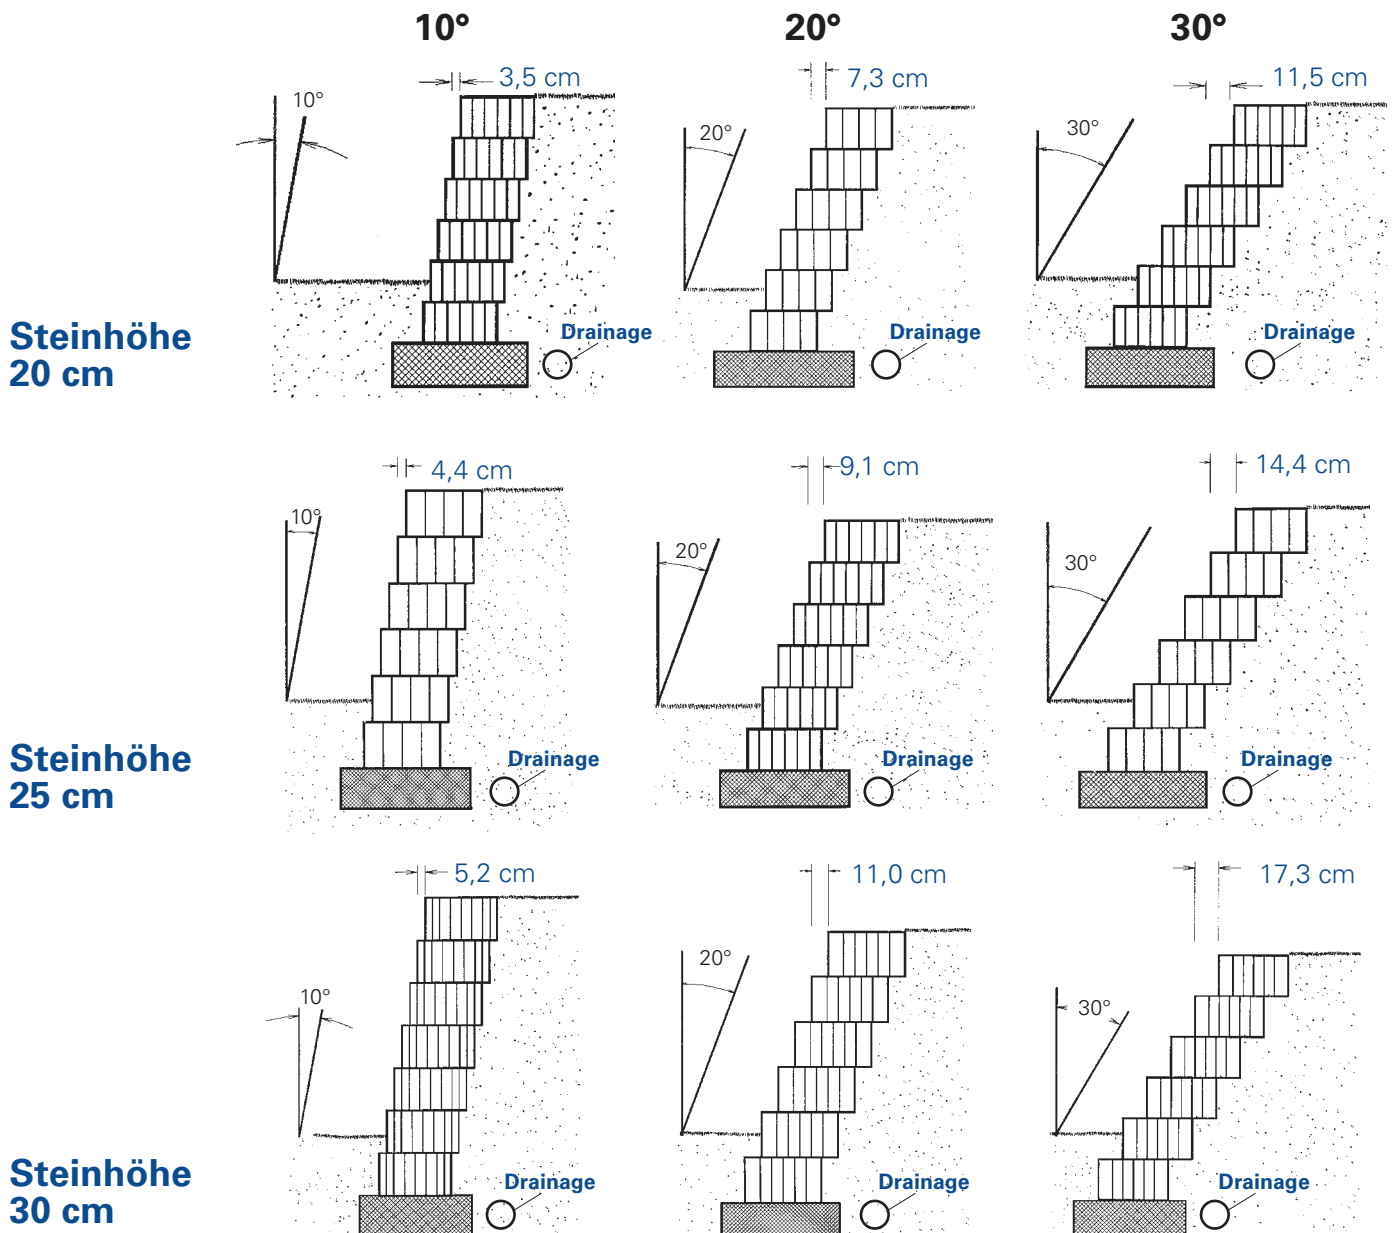 10° 20° 30°
3,5 cm 7,3 cm 11,5 cm
10° 20° 30°
Steinhöhe
20 cm
Drainage Drainage Drainage
4,4 cm 9,1 cm 14,4 cm
10° 20° 30°
Steinhöhe
25 cm
Drainage Drainage Drainage
5,2 cm 11,0 cm 17,3 cm
10° 20° 30°
Steinhöhe
30 cm
Drainage Drainage Drainage